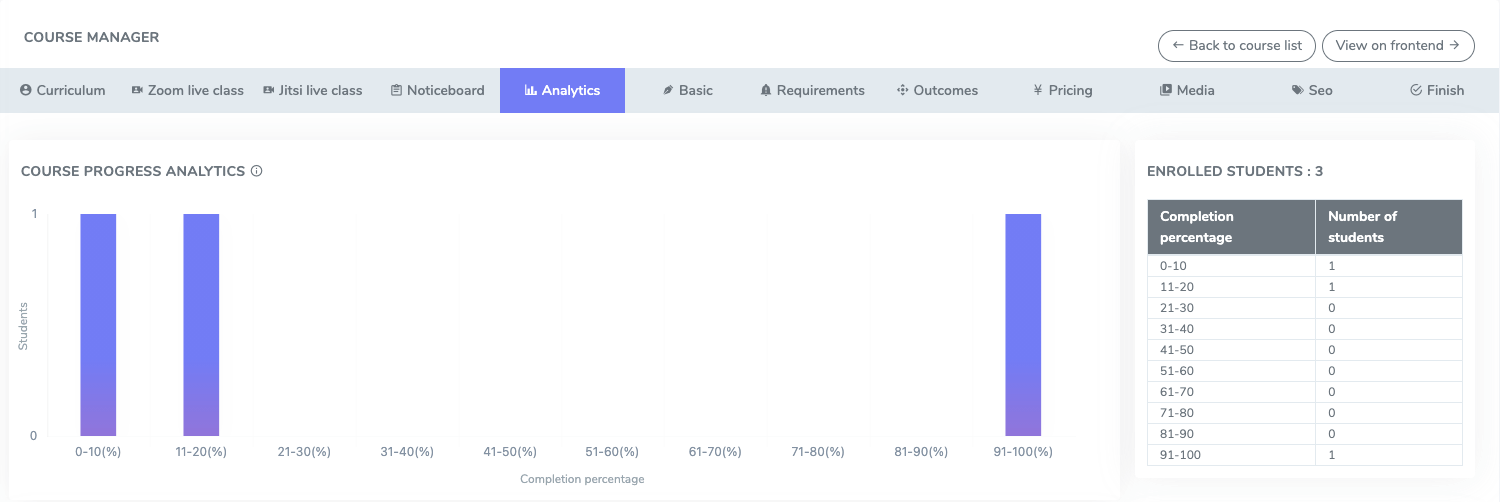 COURSE MANAGER
← Back to course list
View on frontend →
Curriculum
Zoom live class
Jitsi live class
Noticeboard
Analytics
Basic
Requirements
Outcomes
¥ Pricing
Media
Seo
Finish
COURSE PROGRESS ANALYTICS
1
0
Students
0-10(%) 11-20(%) 21-30(%) 31-40(%) 41-50(%) 51-60(%) 61-70(%) 71-80(%) 81-90(%) 91-100(%)
Completion percentage
ENROLLED STUDENTS : 3
Completion percentage
Number of students
0-10 1
11-20 1
21-30 0
31-40 0
41-50 0
51-60 0
61-70 0
71-80 0
81-90 0
91-100 1